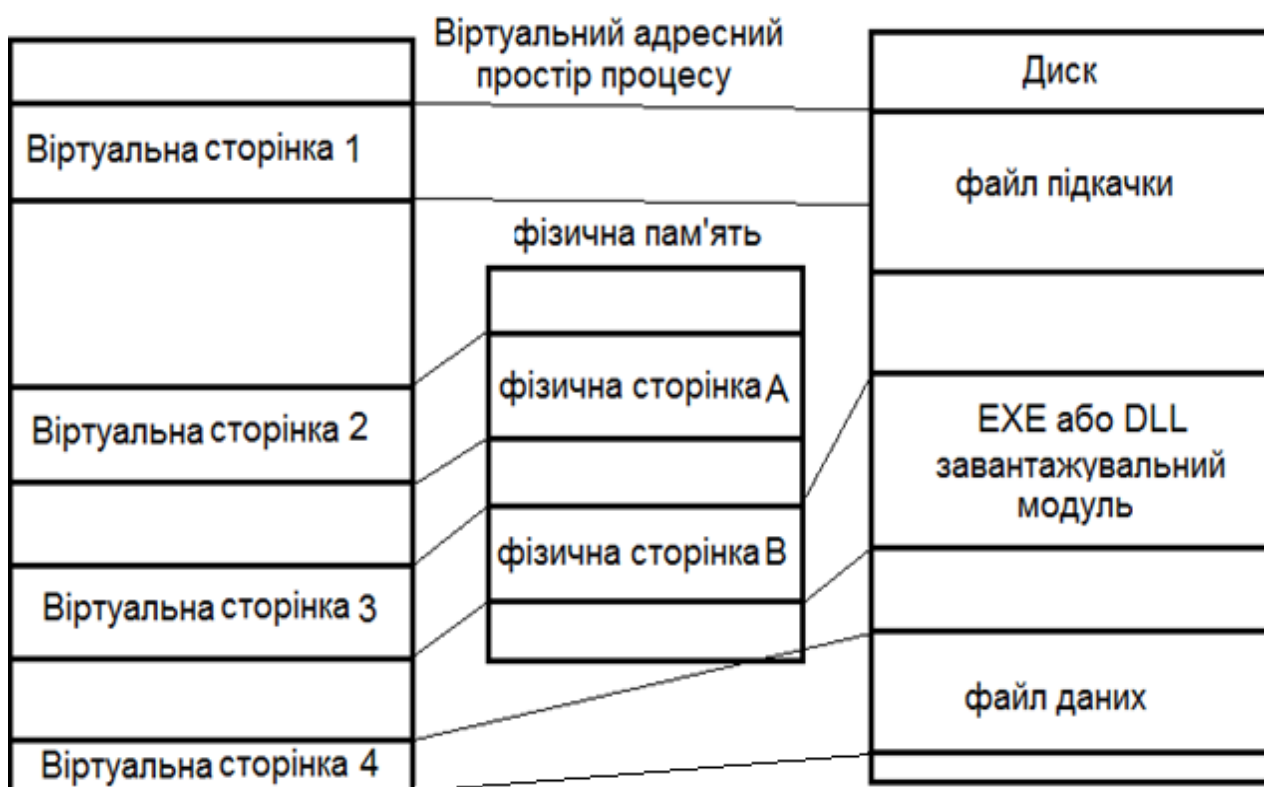 Віртуальний адресний
простір процесу
Віртуальна сторінка 1
Віртуальна сторінка 2
Віртуальна сторінка 3
Віртуальна сторінка 4
фізична пам'ять
фізична сторінка A
фізична сторінка B
Диск
файл підкачки
EXE або DLL
завантажувальний
модуль
файл даних